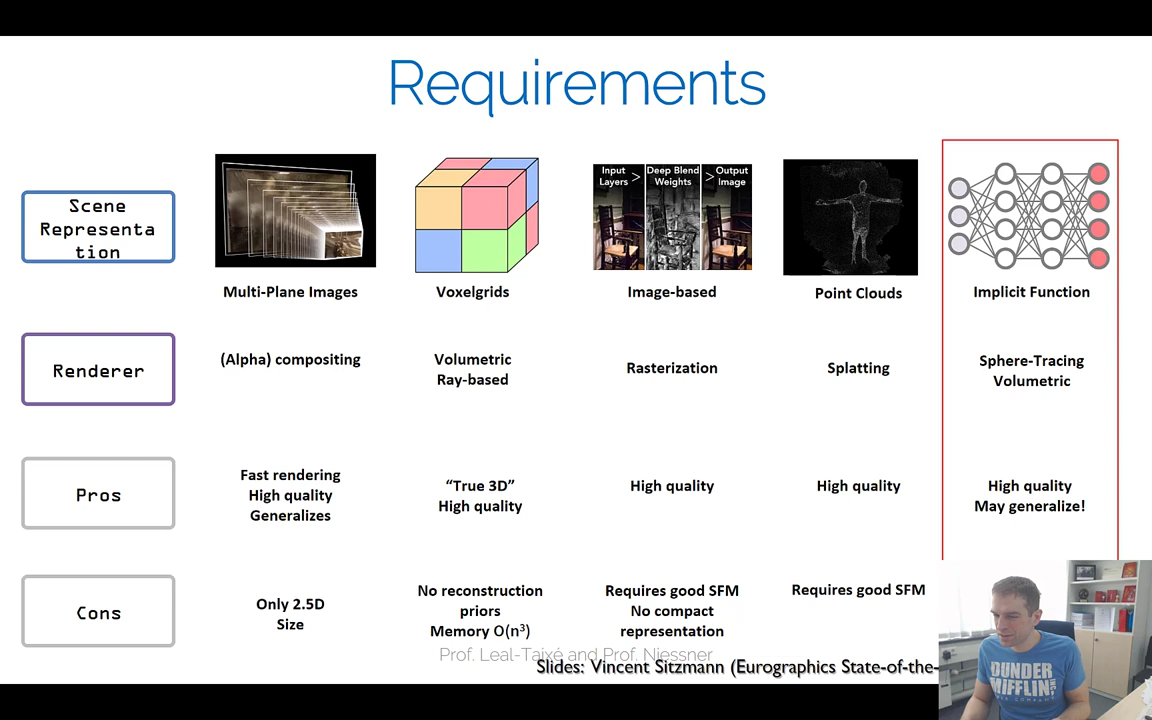 Requirements
Input
Layers >
Deep Blend
Weights >
Output
Image
Scene
Representa
tion
Multi-Plane Images
Voxelgrids
Image-based
Point Clouds
Implicit Function
Renderer
(Alpha) compositing
Volumetric
Ray-based
Rasterization
Splatting
Sphere-Tracing
Volumetric
Pros
Fast rendering
High quality
Generalizes
“True 3D”
High quality
High quality
High quality
High quality
May generalize!
Cons
Only 2.5D
Size
No reconstruction
priors
Memory O(n³)
Requires good SFM
No compact
representation
Requires good SFM
Prof. Leal-Taixé and Prof. Niessner
Slides: Vincent Sitzmann (Eurographics State-of-the-
DUNDER
MIFFLIN